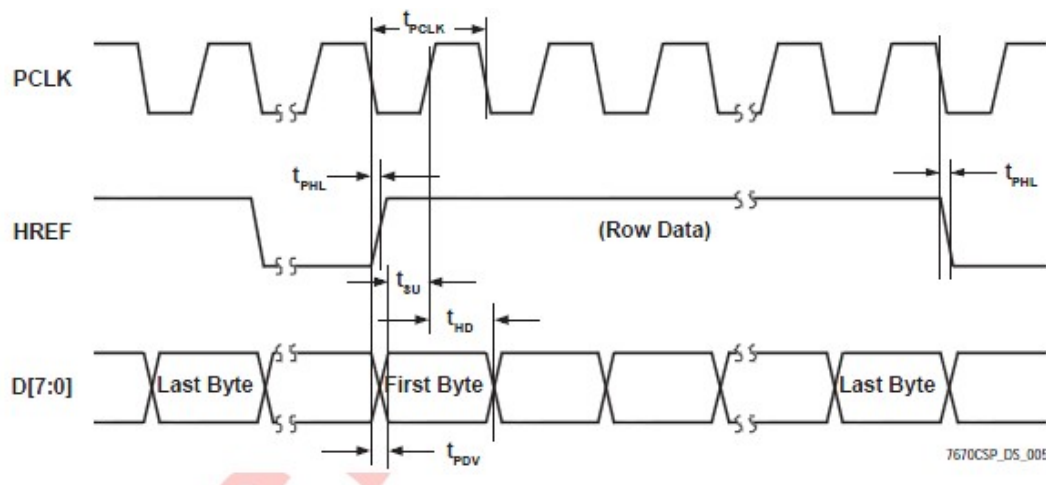 tPCLK
PCLK
tPHL
tPHL
HREF
(Row Data)
tSU
tHD
D[7:0]
Last Byte
First Byte
Last Byte
tPDV
7670CSP_DS_005